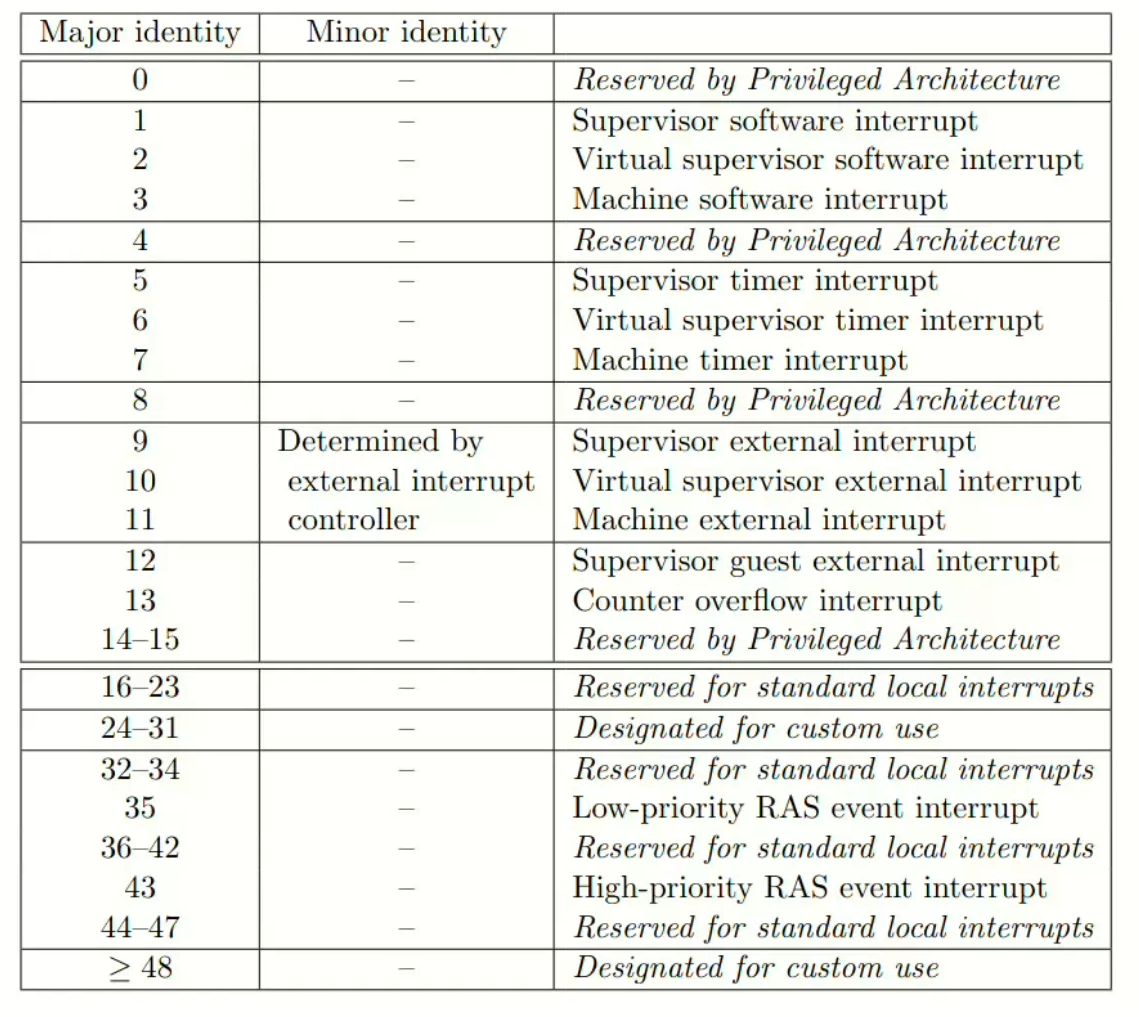 Major identity Minor identity
0 – Reserved by Privileged Architecture
1 – Supervisor software interrupt
2 – Virtual supervisor software interrupt
3 – Machine software interrupt
4 – Reserved by Privileged Architecture
5 – Supervisor timer interrupt
6 – Virtual supervisor timer interrupt
7 – Machine timer interrupt
8 – Reserved by Privileged Architecture
9 Determined by Supervisor external interrupt
10 external interrupt Virtual supervisor external interrupt
11 controller Machine external interrupt
12 – Supervisor guest external interrupt
13 – Counter overflow interrupt
14–15 – Reserved by Privileged Architecture
16–23 – Reserved for standard local interrupts
24–31 – Designated for custom use
32–34 – Reserved for standard local interrupts
35 – Low-priority RAS event interrupt
36–42 – Reserved for standard local interrupts
43 – High-priority RAS event interrupt
44–47 – Reserved for standard local interrupts
≥ 48 – Designated for custom use